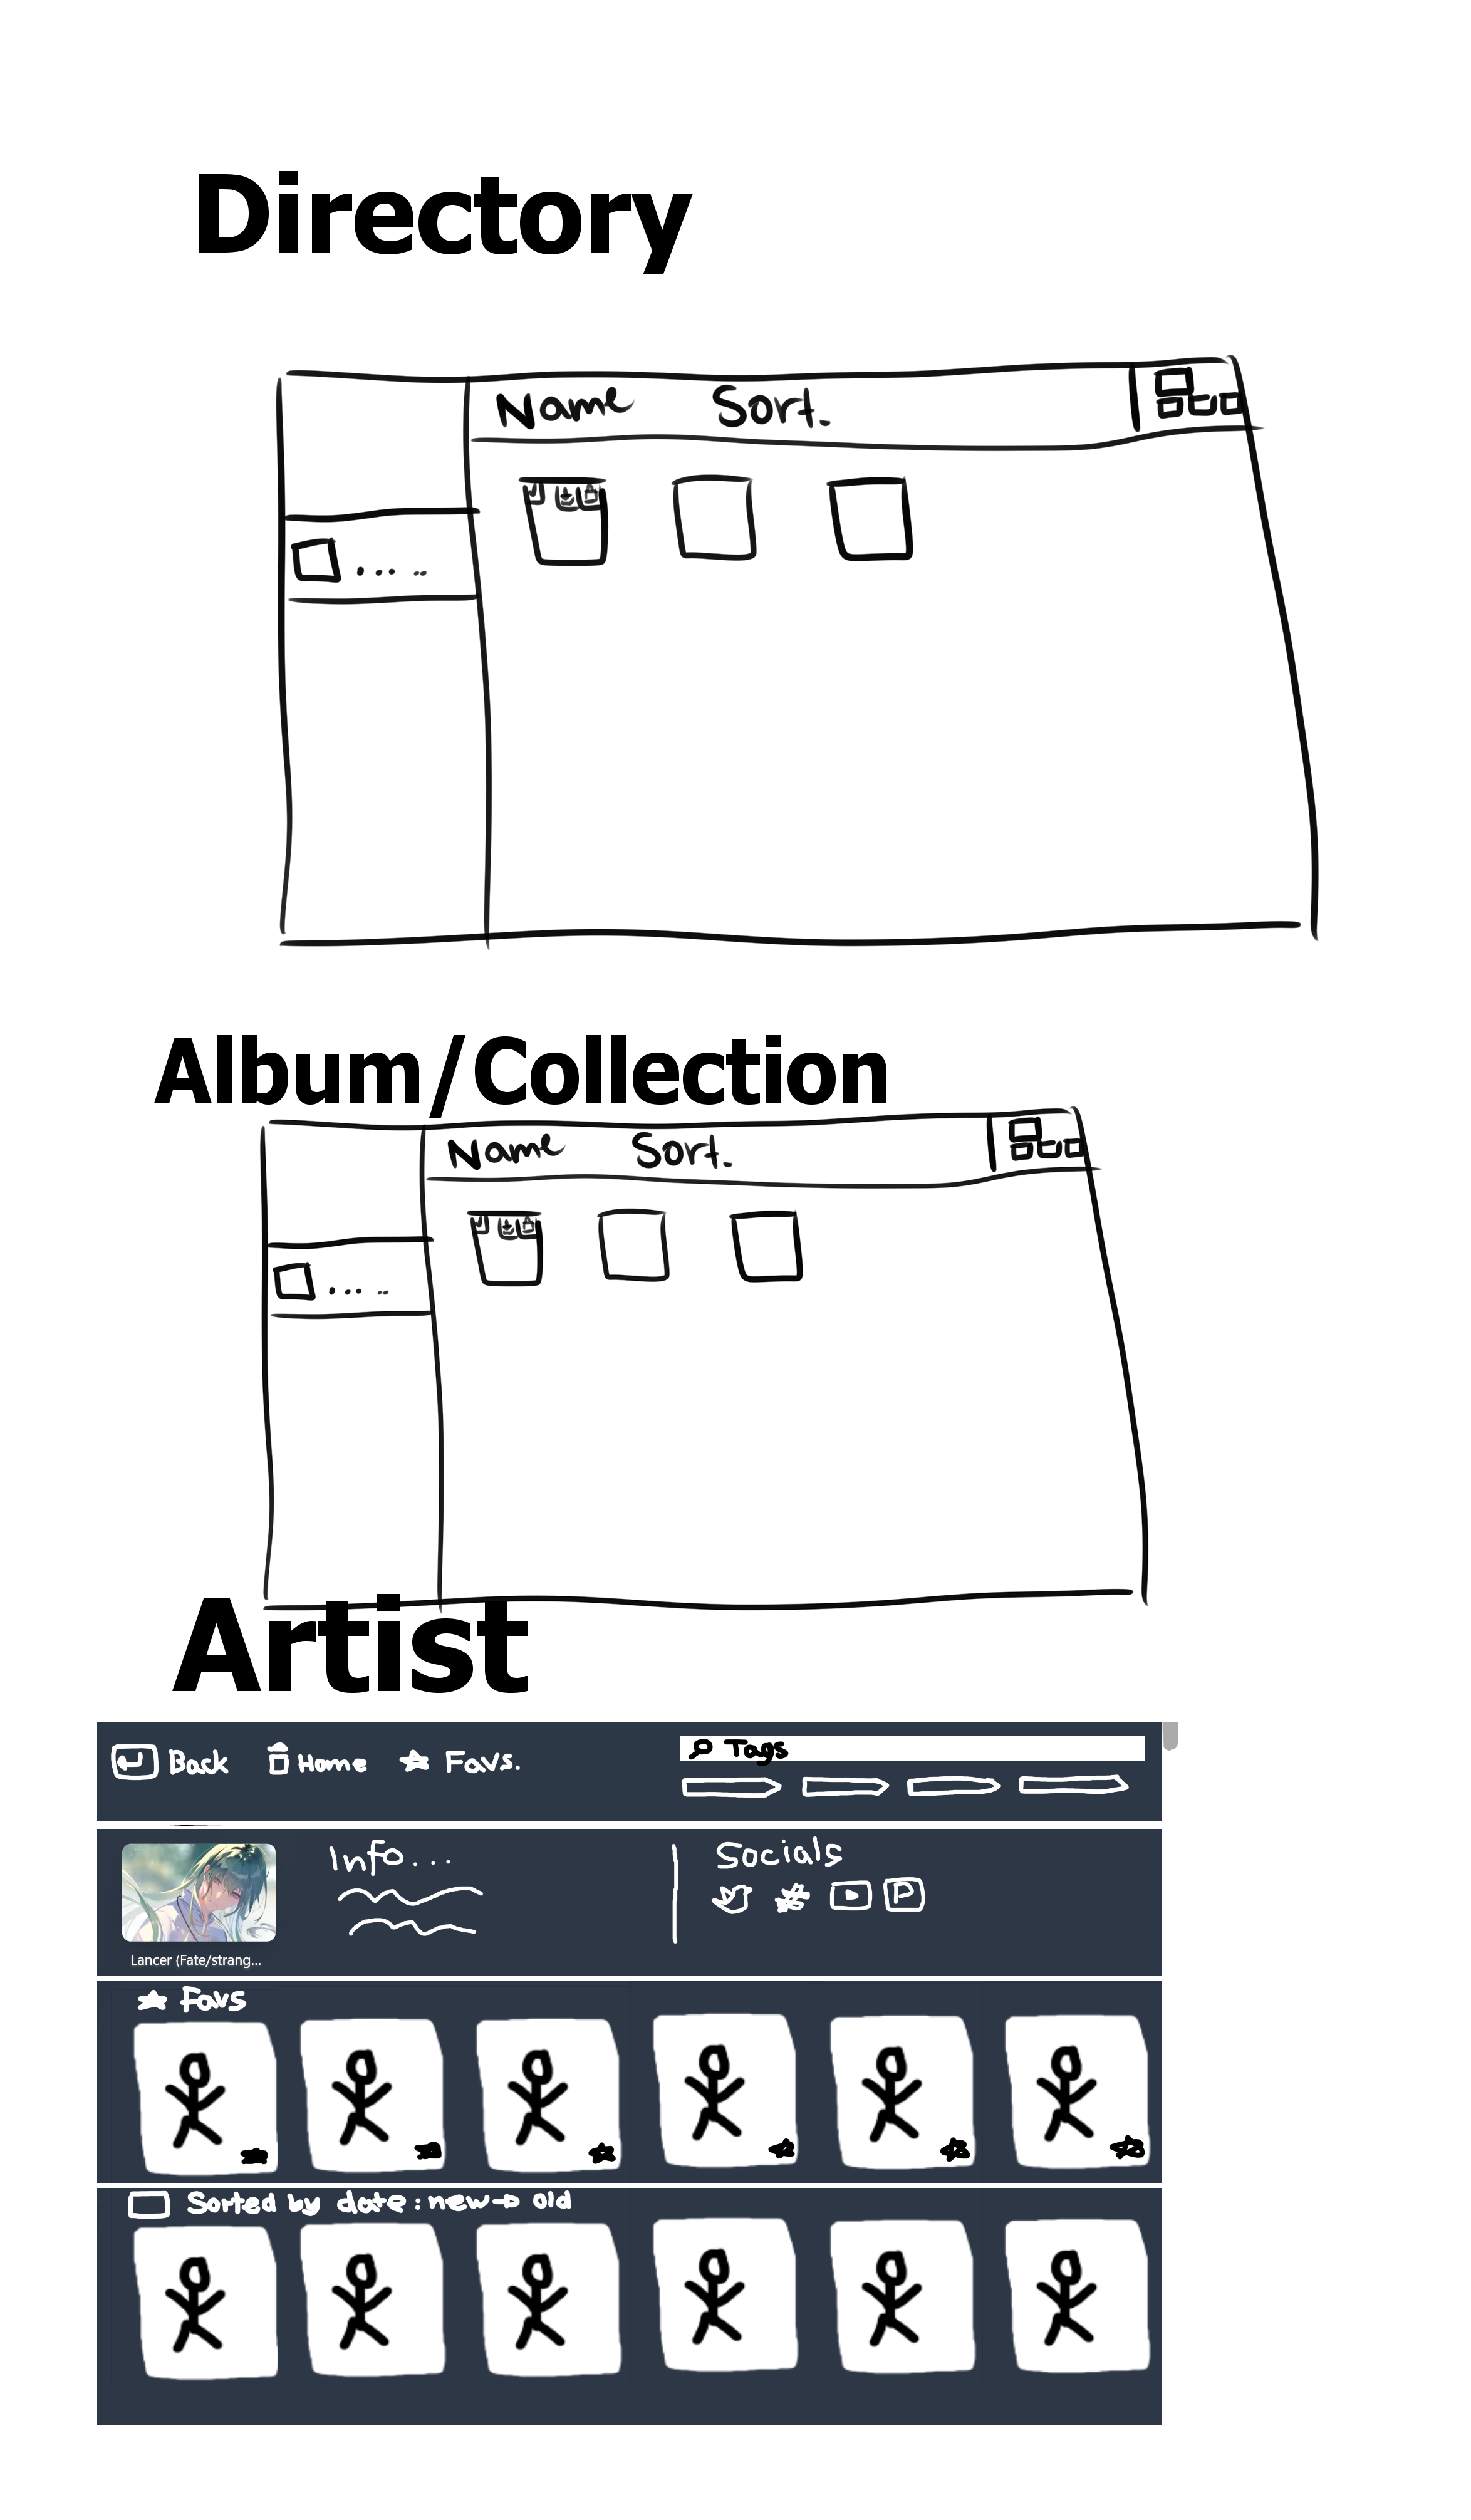 Directory
Name Sort.
Album/Collection
Name Sort.
Artist
Back Home Favs. Tags
Info... Socials
P
Lancer (Fate/strang...
Favs
Sorted by date: new→ old